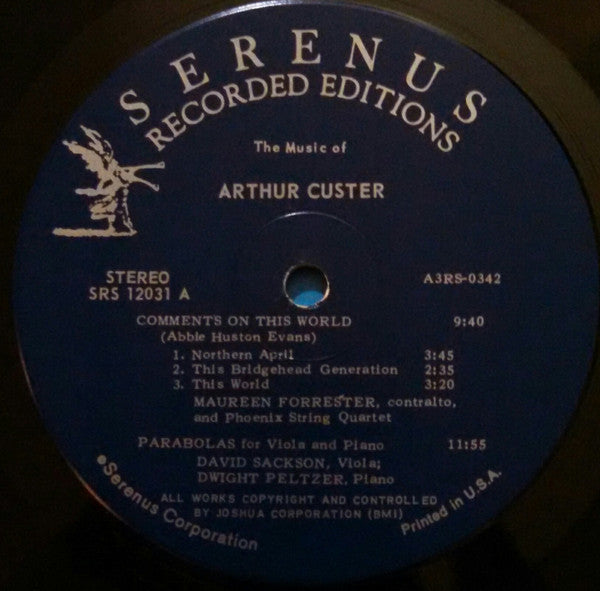 SERENUS
RECORDED EDITIONS
The Music of
ARTHUR CUSTER
STEREO
SRS 12031 A
A3RS-0342
COMMENTS ON THIS WORLD 9:40
(Abbie Huston Evans)
1. Northern April 3:45
2. This Bridgehead Generation 2:35
3. This World 3:20
MAUREEN FORRESTER, contralto,
and Phoenix String Quartet
PARABOLAS for Viola and Piano 11:55
DAVID SACKSON, Viola;
DWIGHT PELTZER, Piano
ALL WORKS COPYRIGHT AND CONTROLLED
BY JOSHUA CORPORATION (BMI)
Serenus Corporation
Printed in U.S.A.